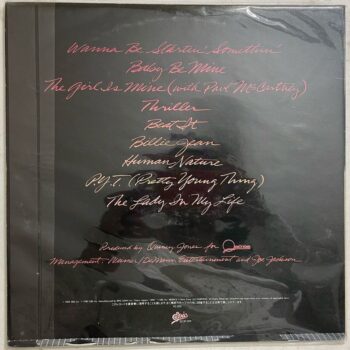 Wanna Be Startin' Somethin'
Baby Be Mine
The Girl Is Mine (with Paul McCartney)
Thriller
Beat It
Billie Jean
Human Nature
P.Y.T. (Pretty Young Thing)
The Lady In My Life
Produced by Quincy Jones for
Management: Weisner/DeMann Entertainment and Joe Jackson
Epic